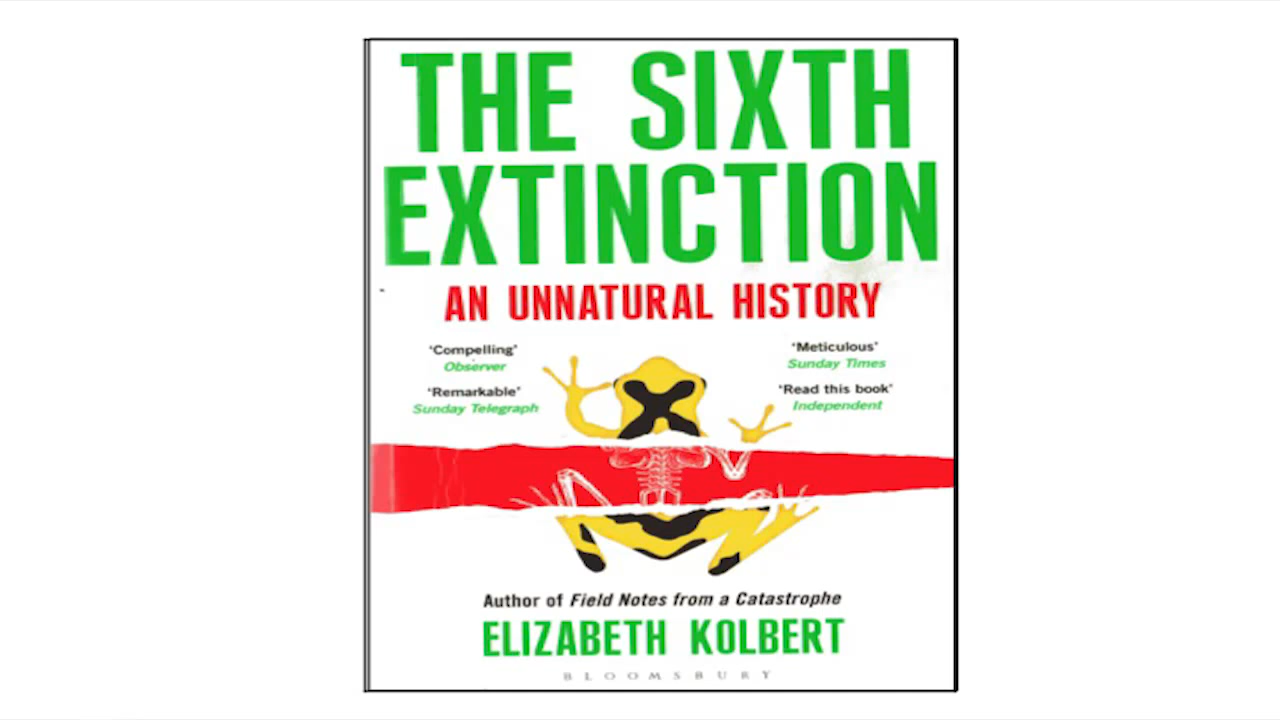 THE SIXTH
EXTINCTION
AN UNNATURAL HISTORY
‘Compelling’
Observer
‘Remarkable’
Sunday Telegraph
‘Meticulous’
Sunday Times
‘Read this book’
Independent
Author of Field Notes from a Catastrophe
ELIZABETH KOLBERT
BLOOMSBURY